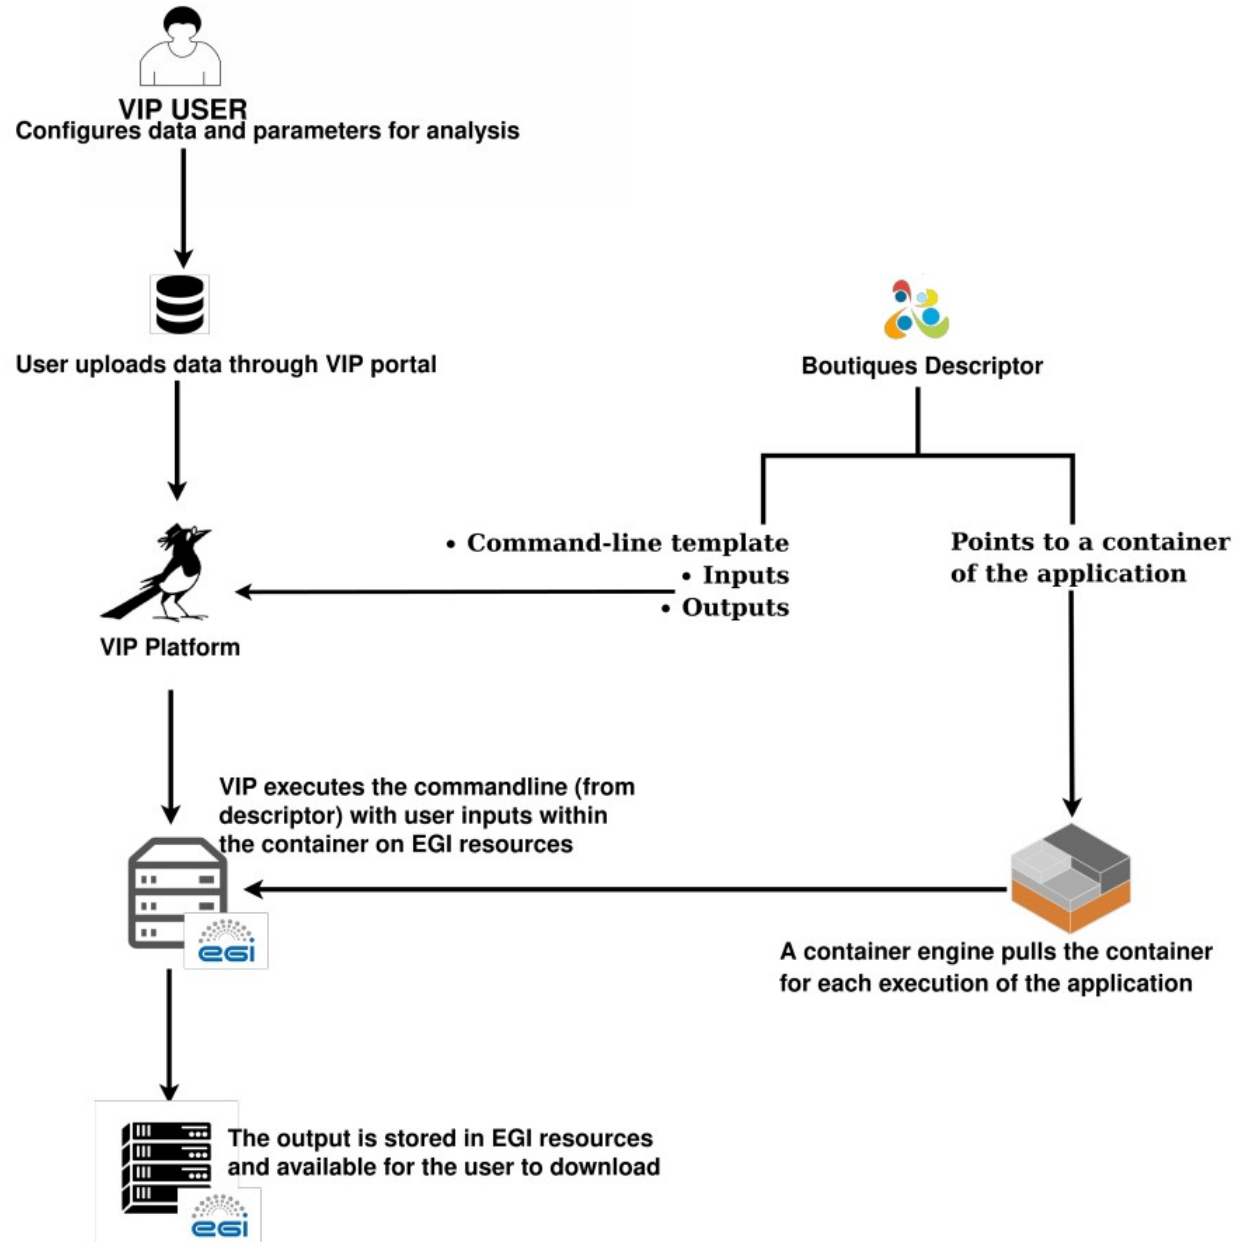 VIP USER
Configures data and parameters for analysis
User uploads data through VIP portal
Boutiques Descriptor
• Command-line template
• Inputs
• Outputs
Points to a container
of the application
VIP Platform
VIP executes the commandline (from
descriptor) with user inputs within
the container on EGI resources
egi
A container engine pulls the container
for each execution of the application
The output is stored in EGI resources
and available for the user to download
egi